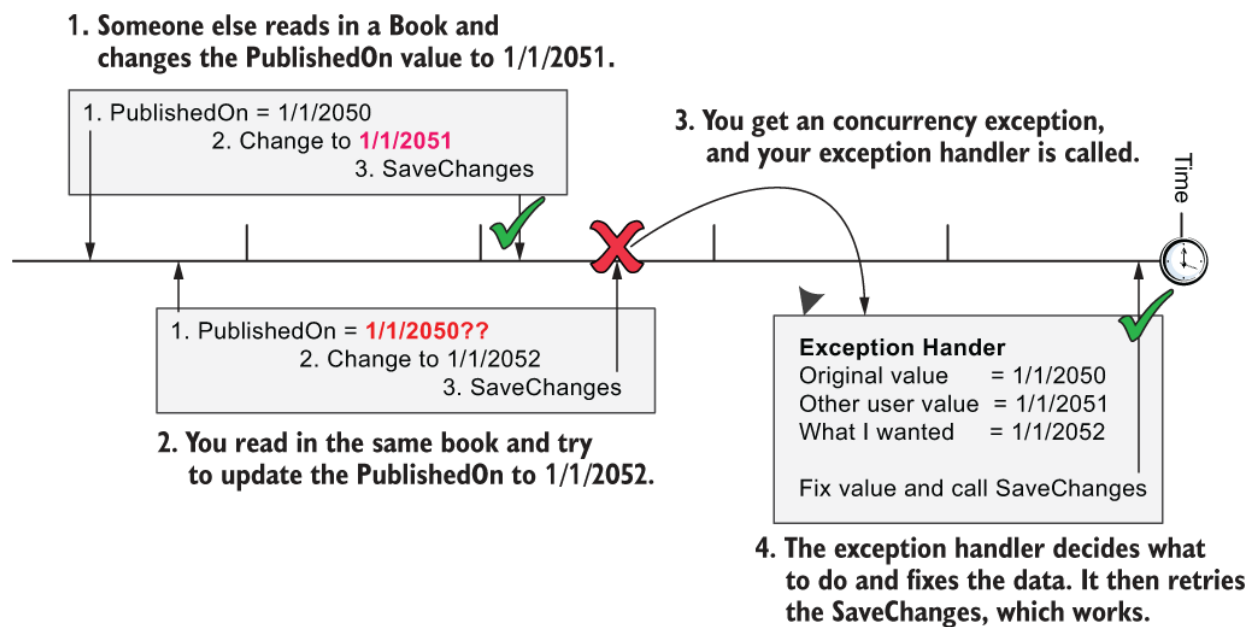 1. Someone else reads in a Book and
changes the PublishedOn value to 1/1/2051.
1. PublishedOn = 1/1/2050
2. Change to 1/1/2051
3. SaveChanges
3. You get an concurrency exception,
and your exception handler is called.
Time
1. PublishedOn = 1/1/2050??
2. Change to 1/1/2052
3. SaveChanges
2. You read in the same book and try
to update the PublishedOn to 1/1/2052.
Exception Hander
Original value = 1/1/2050
Other user value = 1/1/2051
What I wanted = 1/1/2052
Fix value and call SaveChanges
4. The exception handler decides what
to do and fixes the data. It then retries
the SaveChanges, which works.